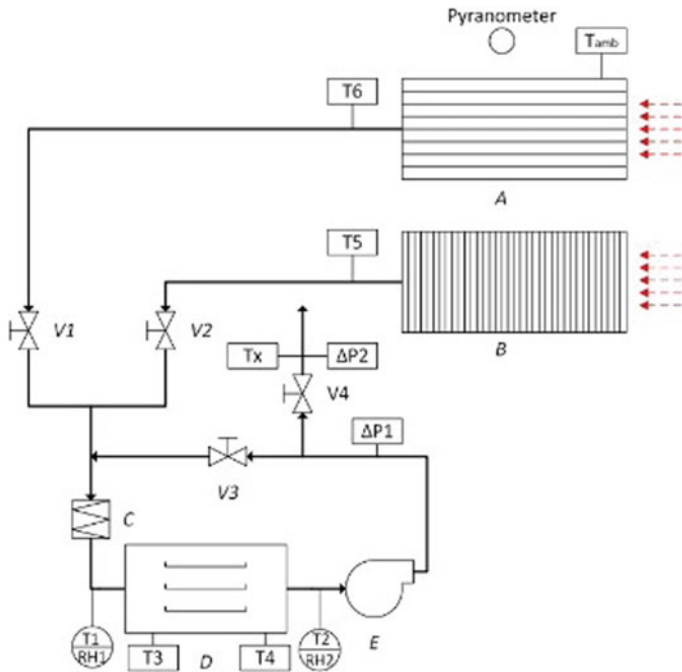 Pyranometer
Tamb
T6
A
T5
B
V1
V2
Tx
ΔP2
V4
ΔP1
V3
C
T1
RH1
T3
D
T4
T2
RH2
E